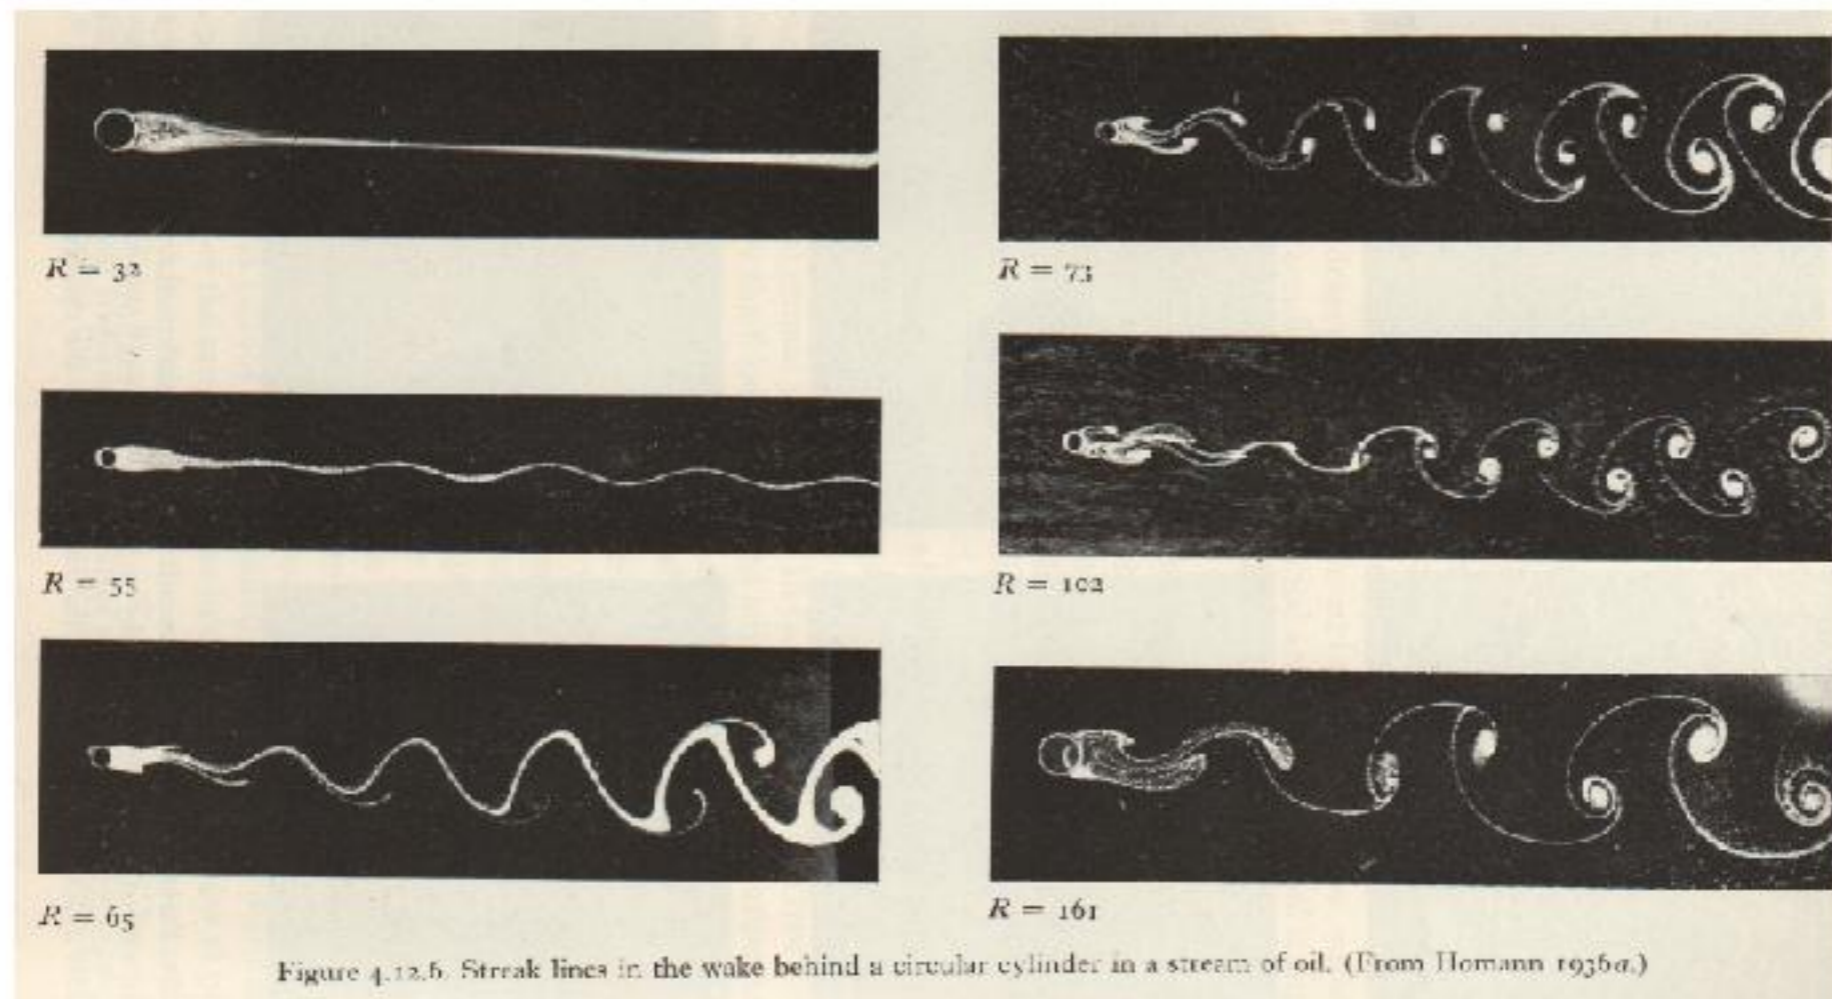 R = 32
R = 73
R = 55
R = 102
R = 65
R = 161
Figure 4.12.6. Streak lines in the wake behind a circular cylinder in a stream of oil. (From Homann 1936a.)